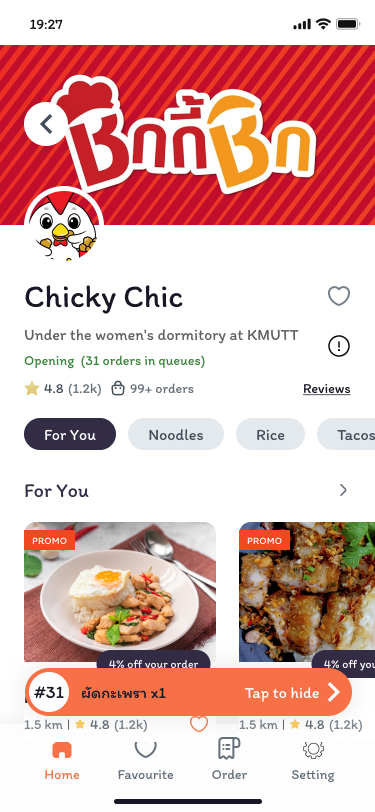 19:27
ชิกกี้ชิก
Chicky Chic
Under the women's dormitory at KMUTT
Opening (31 orders in queues)
4.8 (1.2k) 99+ orders Reviews
For You Noodles Rice Tacos
For You
PROMO PROMO
4% off your order 4% off you
#31 ผัดกะเพรา x1 Tap to hide
1.5 km 4.8 (1.2k) 1.5 km 4.8 (1.2k)
Home Favourite Order Setting